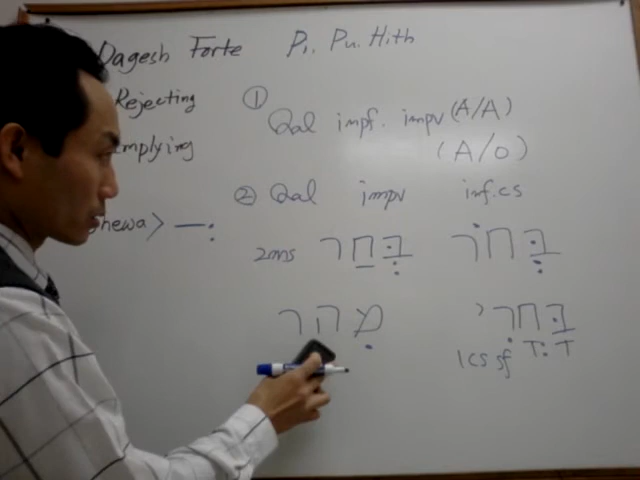 Dagesh Forte Pi. Pu. Hith
Rejecting ① Qal impf. impv (A/A)
mplying (A/O)
② Qal impv inf.cs
hewa > —:
2ms בְּחַר בְּחֹר
מִהר בָּחֳרִי
1cs sf